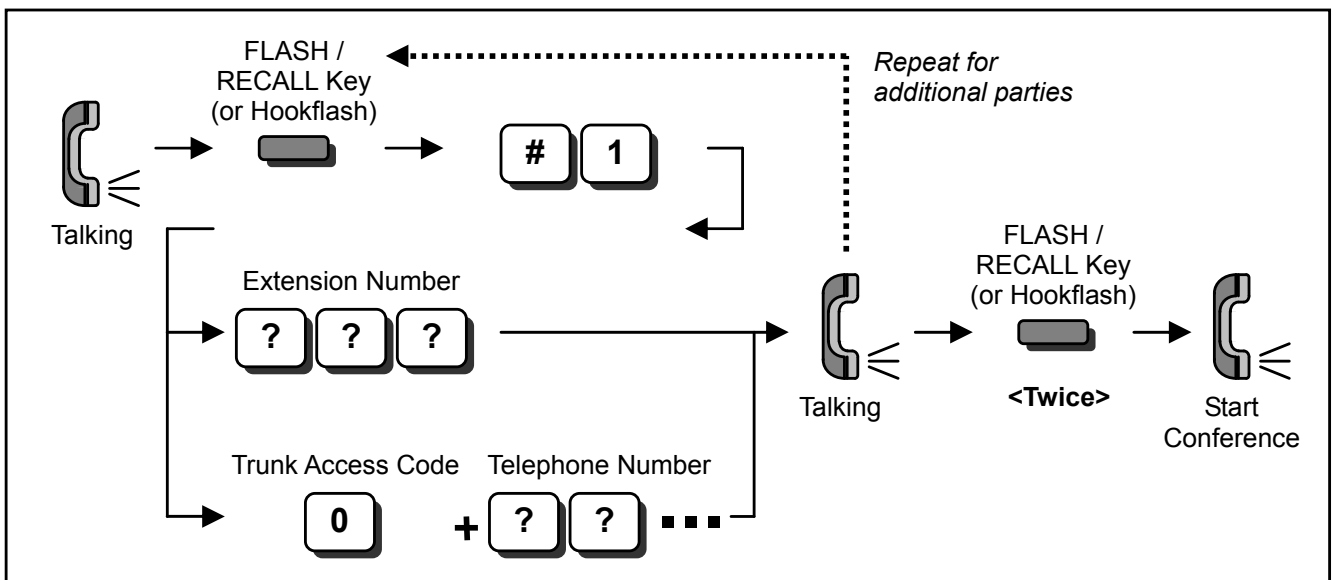 FLASH /
RECALL Key
(or Hookflash)
Repeat for
additional parties
# 1
Talking
Extension Number
? ? ?
FLASH /
RECALL Key
(or Hookflash)
Talking
<Twice>
Start
Conference
Trunk Access Code Telephone Number
0 + ? ? ...